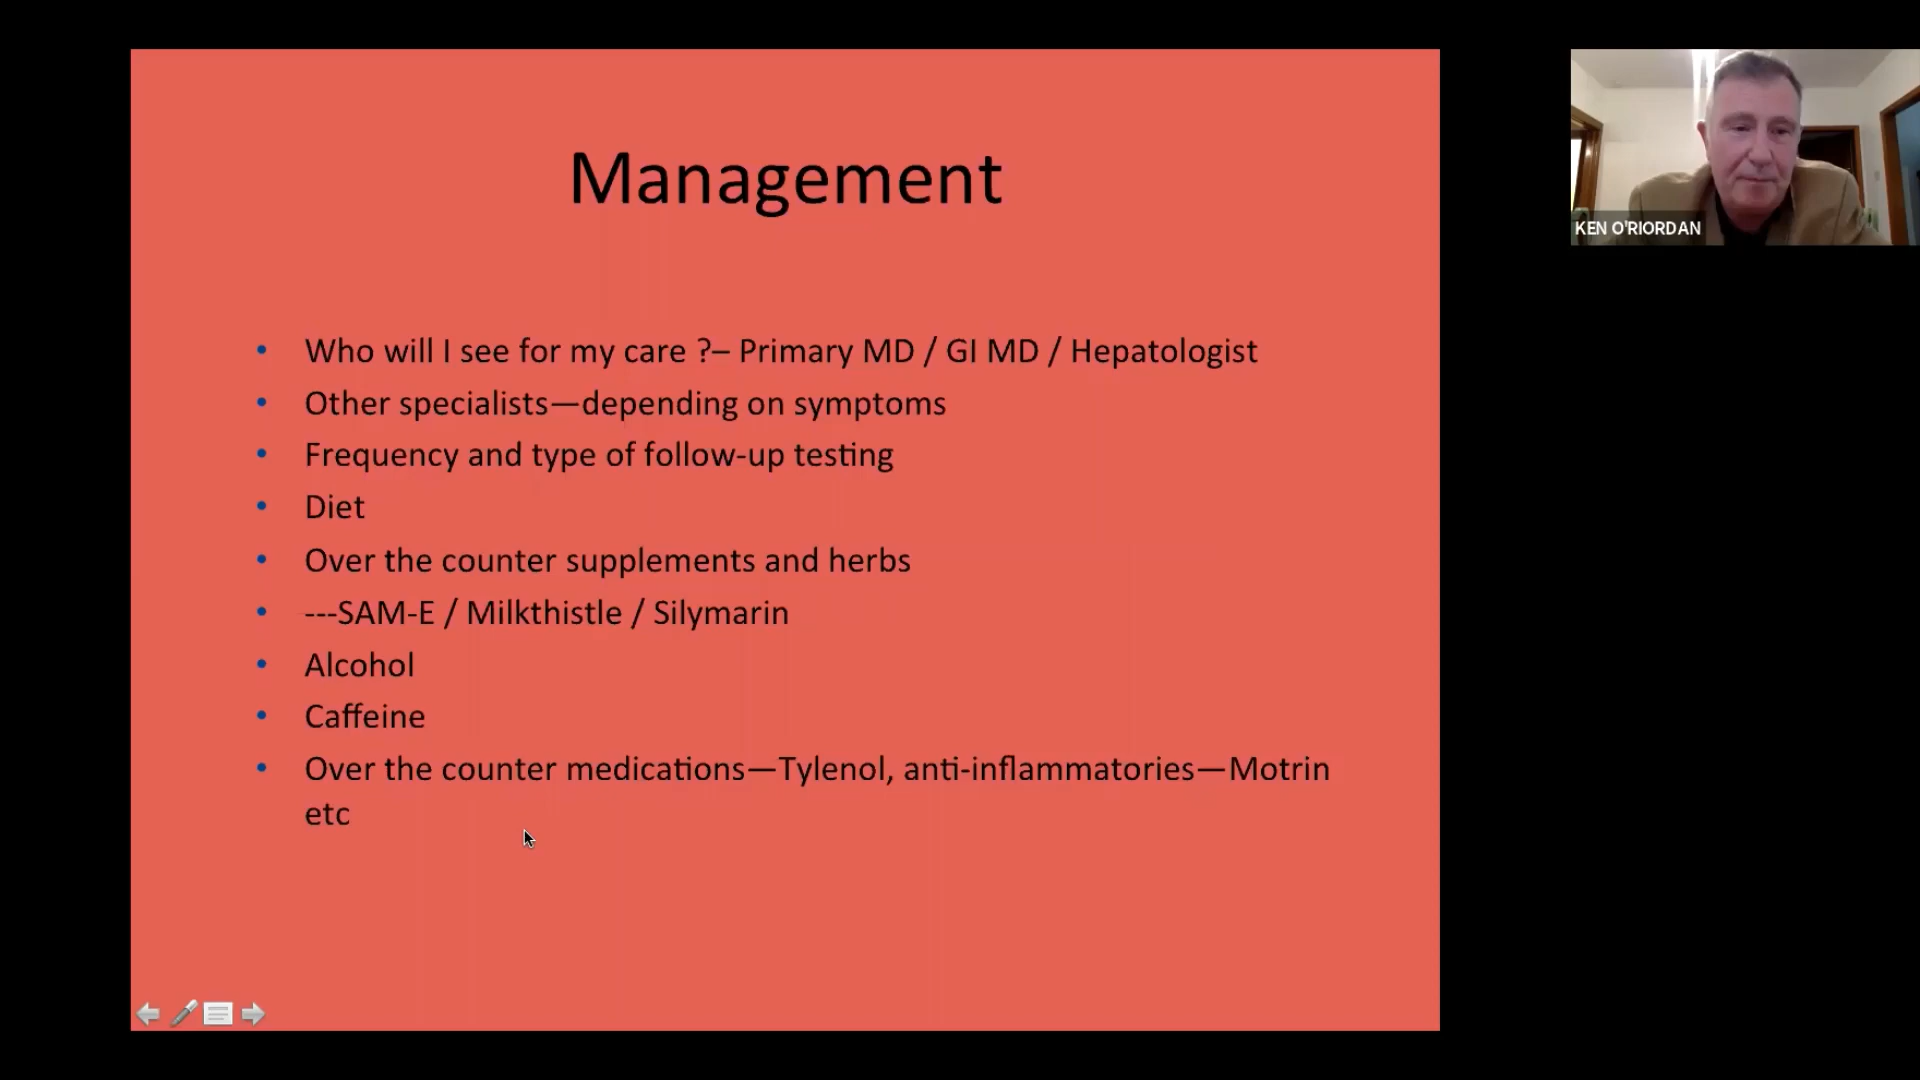 Management
• Who will I see for my care ?– Primary MD / GI MD / Hepatologist
• Other specialists—depending on symptoms
• Frequency and type of follow-up testing
• Diet
• Over the counter supplements and herbs
• ---SAM-E / Milkthistle / Silymarin
• Alcohol
• Caffeine
• Over the counter medications—Tylenol, anti-inflammatories—Motrin
etc
KEN O'RIORDAN